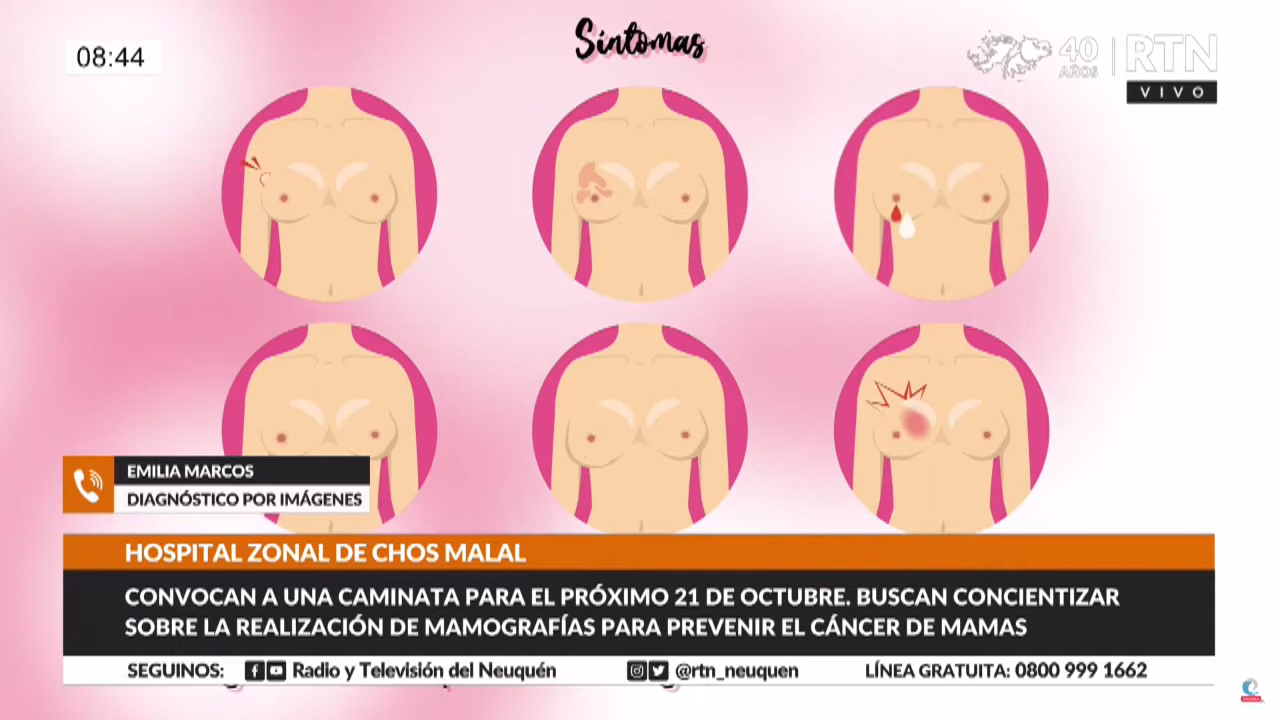 08:44
Síntomas
40
AÑOS
RTN
VIVO
EMILIA MARCOS
DIAGNÓSTICO POR IMÁGENES
HOSPITAL ZONAL DE CHOS MALAL
CONVOCAN A UNA CAMINATA PARA EL PRÓXIMO 21 DE OCTUBRE. BUSCAN CONCIENTIZAR
SOBRE LA REALIZACIÓN DE MAMOGRAFÍAS PARA PREVENIR EL CÁNCER DE MAMAS
SEGUINOS: Radio y Televisión del Neuquén @rtn_neuquen LÍNEA GRATUITA: 0800 999 1662